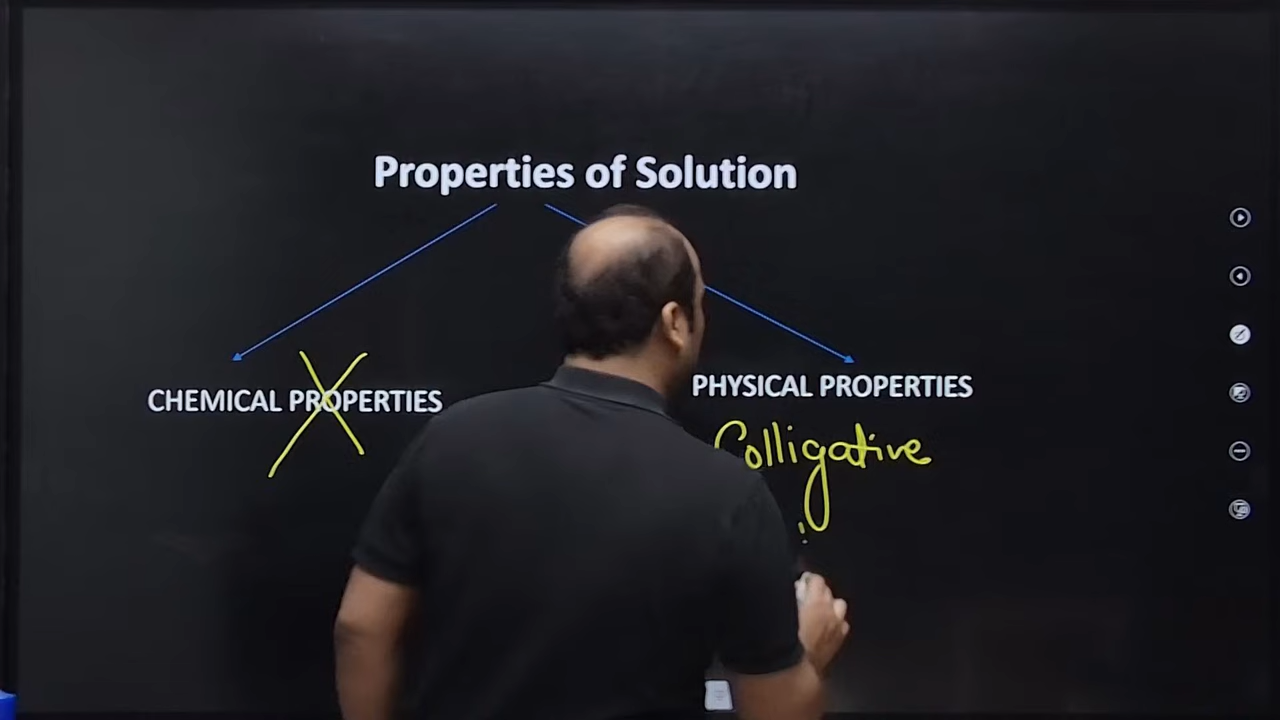 Properties of Solution
CHEMICAL PROPERTIES
PHYSICAL PROPERTIES
Colligative